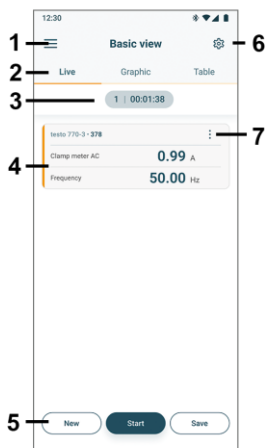 12:30
1 Basic view 6
2 Live Graphic Table
3 1 | 00:01:38
testo 770-3 • 378 7
4 Clamp meter AC 0.99 A
Frequency 50.00 Hz
5 New Start Save